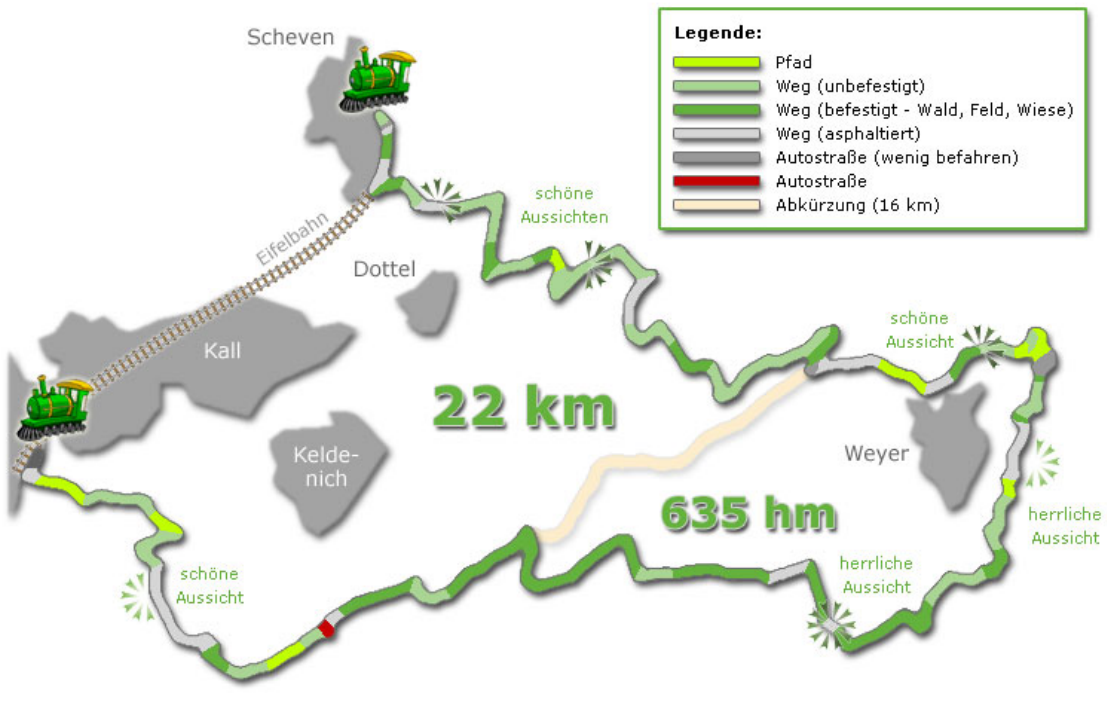 Scheven
Legende:
Pfad
Weg (unbefestigt)
Weg (befestigt - Wald, Feld, Wiese)
Weg (asphaltiert)
Autostraße (wenig befahren)
Autostraße
Abkürzung (16 km)
schöne
Aussichten
Eifelbahn
Dottel
schöne
Aussicht
Kall
22 km
Kelde-
nich
Weyer
635 hm
herrliche
Aussicht
herrliche
Aussicht
schöne
Aussicht